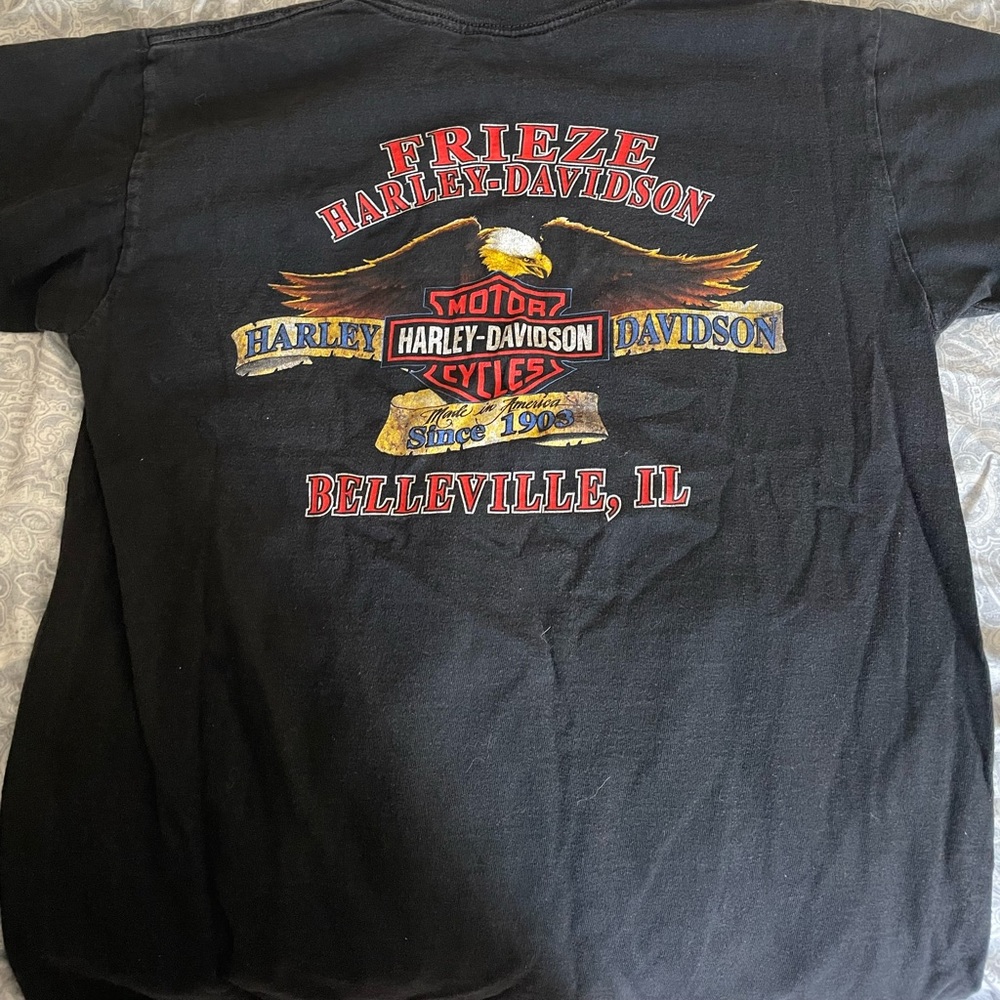 FRIEZE
HARLEY-DAVIDSON
MOTOR
HARLEY HARLEY-DAVIDSON DAVIDSON
CYCLES
Made in America
Since 1903
BELLEVILLE, IL